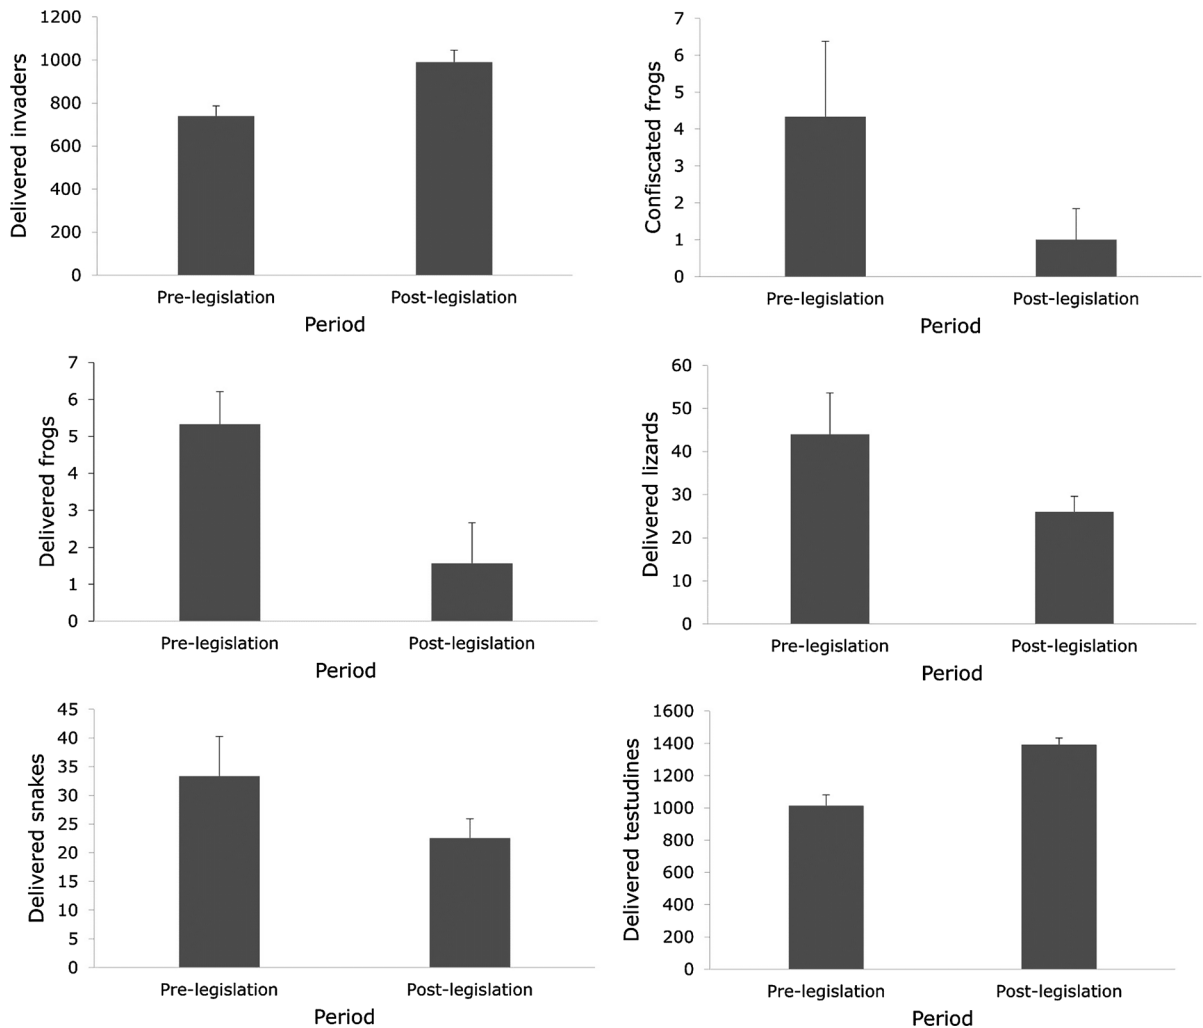 Delivered invaders
1200
1000
800
600
400
200
0
Pre-legislation
Post-legislation
Period
Confiscated frogs
7
6
5
4
3
2
1
0
Pre-legislation
Post-legislation
Period
Delivered frogs
7
6
5
4
3
2
1
0
Pre-legislation
Post-legislation
Period
Delivered lizards
60
50
40
30
20
10
0
Pre-legislation
Post-legislation
Period
Delivered snakes
45
40
35
30
25
20
15
10
5
0
Pre-legislation
Post-legislation
Period
Delivered testudines
1600
1400
1200
1000
800
600
400
200
0
Pre-legislation
Post-legislation
Period